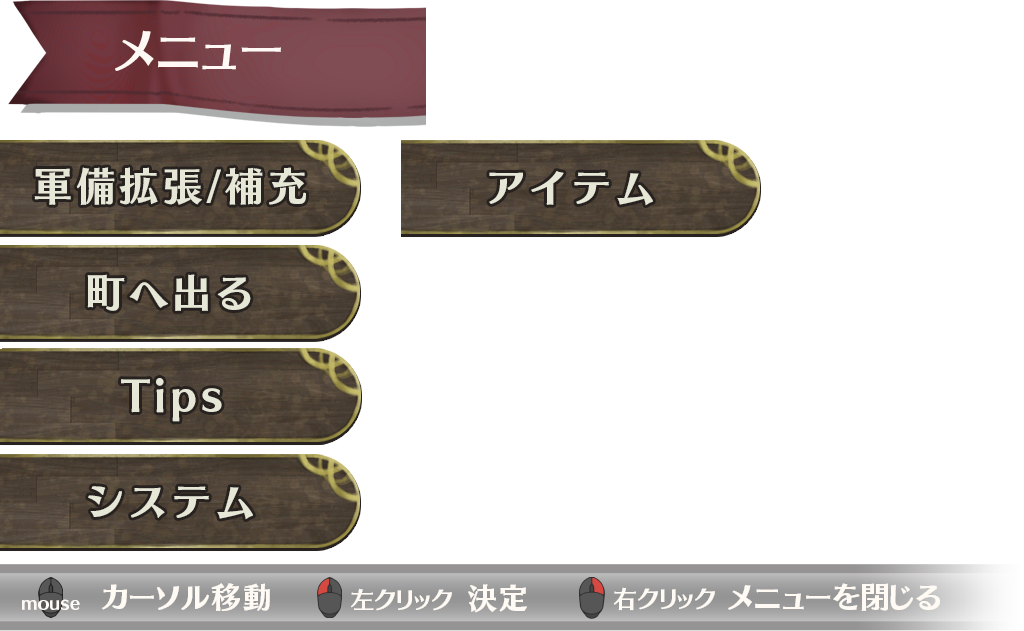 メニュー
軍備拡張/補充
アイテム
町へ出る
Tips
システム
mouse カーソル移動 左クリック 決定 右クリック メニューを閉じる